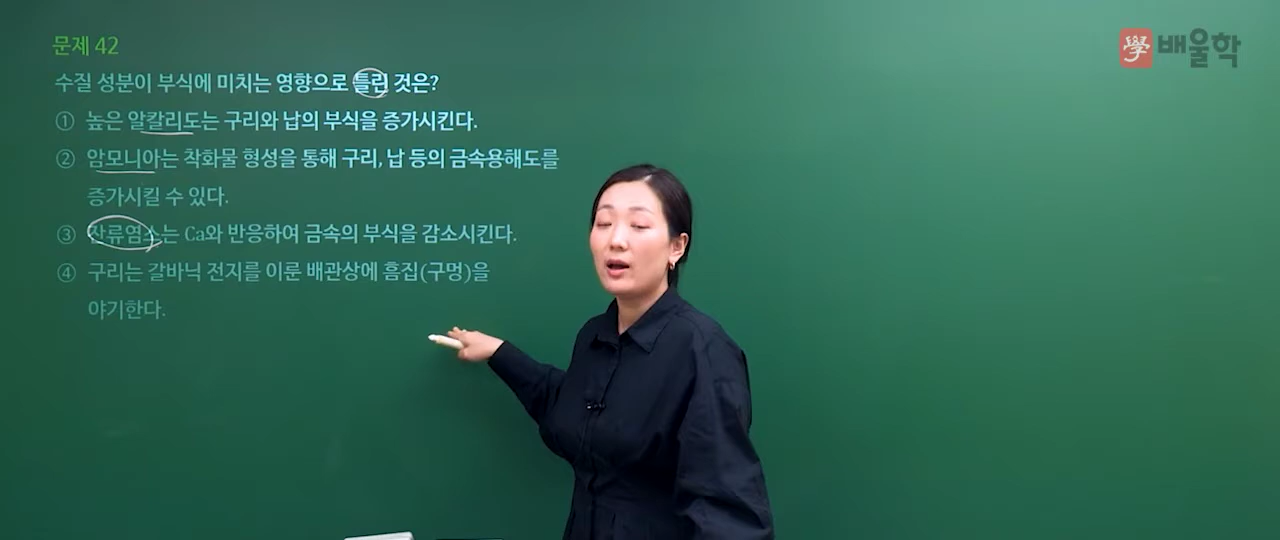 문제 42
學 배울학
수질 성분이 부식에 미치는 영향으로 틀린 것은?
① 높은 알칼리도는 구리와 납의 부식을 증가시킨다.
② 암모니아는 착화물 형성을 통해 구리, 납 등의 금속용해도를
증가시킬 수 있다.
③ 잔류염소는 Ca와 반응하여 금속의 부식을 감소시킨다.
④ 구리는 갈바닉 전지를 이룬 배관상에 흠집(구멍)을
야기한다.